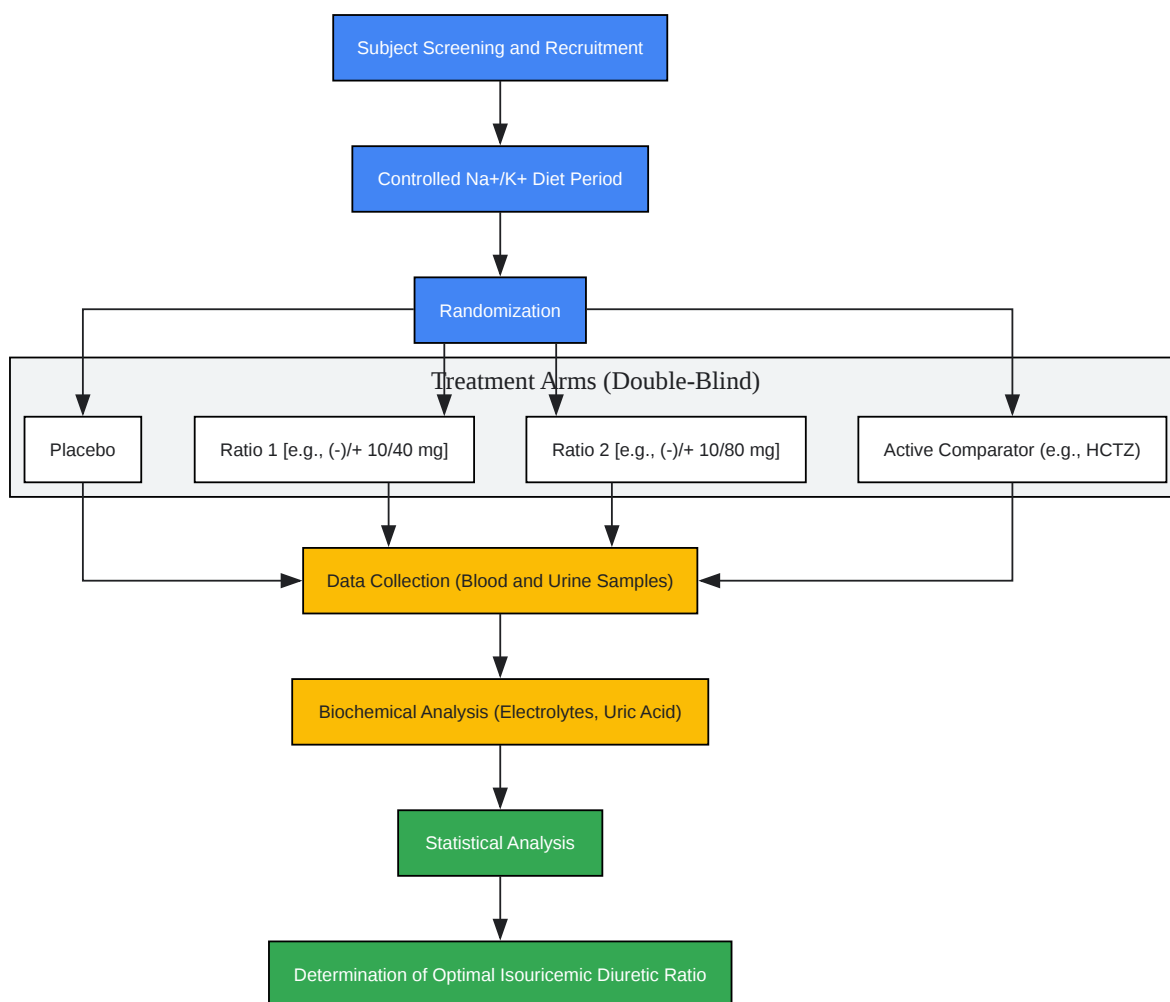 Subject Screening and Recruitment
Controlled Na+/K+ Diet Period
Randomization
Treatment Arms (Double-Blind)
Placebo
Ratio 1 [e.g., (-)/+ 10/40 mg]
Ratio 2 [e.g., (-)/+ 10/80 mg]
Active Comparator (e.g., HCTZ)
Data Collection (Blood and Urine Samples)
Biochemical Analysis (Electrolytes, Uric Acid)
Statistical Analysis
Determination of Optimal Isouricemic Diuretic Ratio